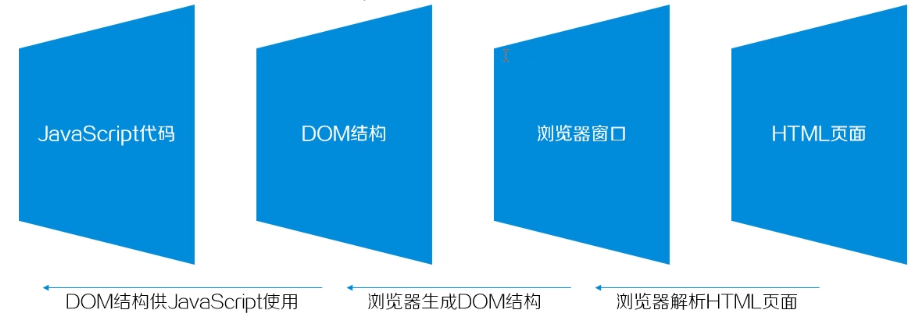 JavaScript代码
DOM结构
浏览器窗口
HTML页面
DOM结构供JavaScript使用
浏览器生成DOM结构
浏览器解析HTML页面